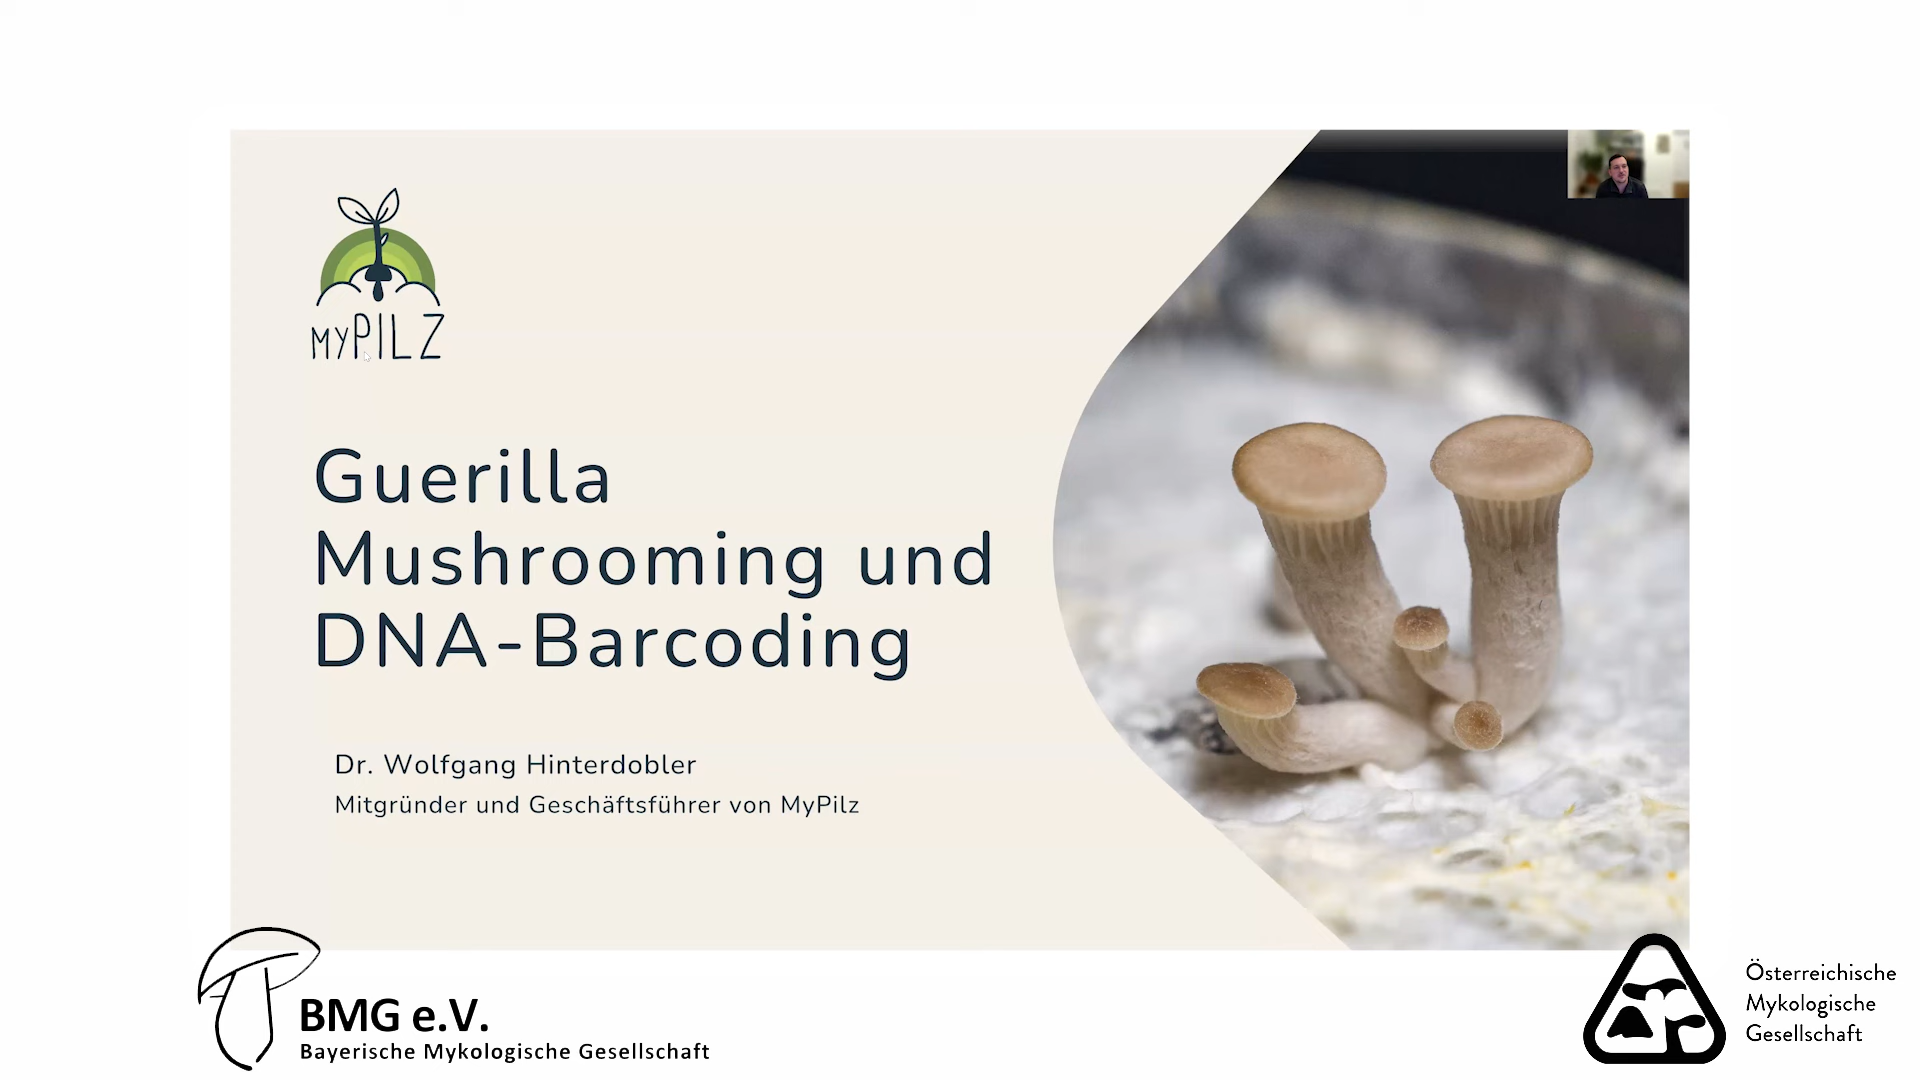 MYPILZ
Guerilla
Mushrooming und
DNA-Barcoding
Dr. Wolfgang Hinterdobler
Mitgründer und Geschäftsführer von MyPilz
BMG e.V.
Bayerische Mykologische Gesellschaft
Österreichische
Mykologische
Gesellschaft